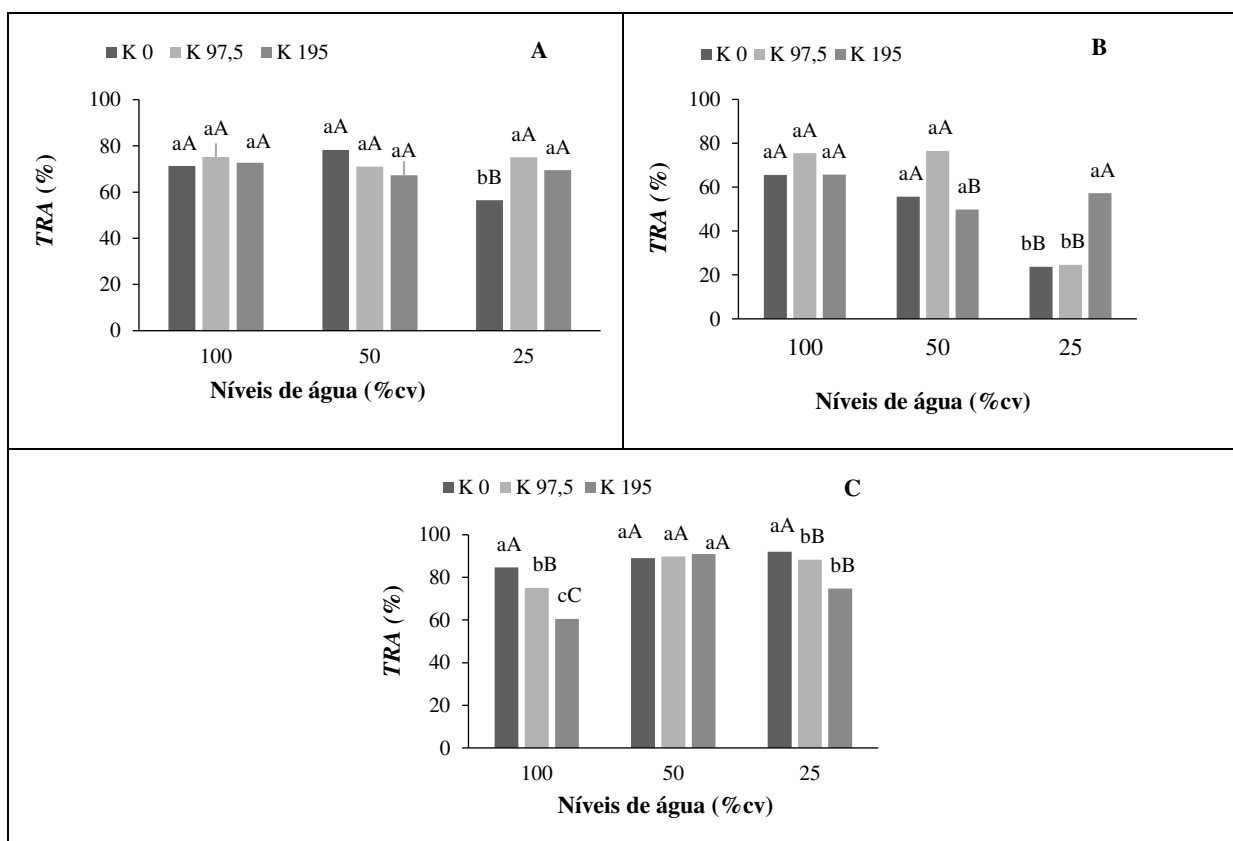 K 0 K 97,5 K 195
A
100
80
60
40
20
0
TRA (%)
aA aA aA aA aA aA bB aA aA
100 50 25
Níveis de água (%cv)
K 0 K 97,5 K 195
B
100
80
60
40
20
0
TRA (%)
aA aA aA aA aA aB bB bB aA
100 50 25
Níveis de água (%cv)
K 0 K 97,5 K 195
C
100
80
60
40
20
0
TRA (%)
aA bB cC aA aA aA aA bB bB
100 50 25
Níveis de água (%cv)